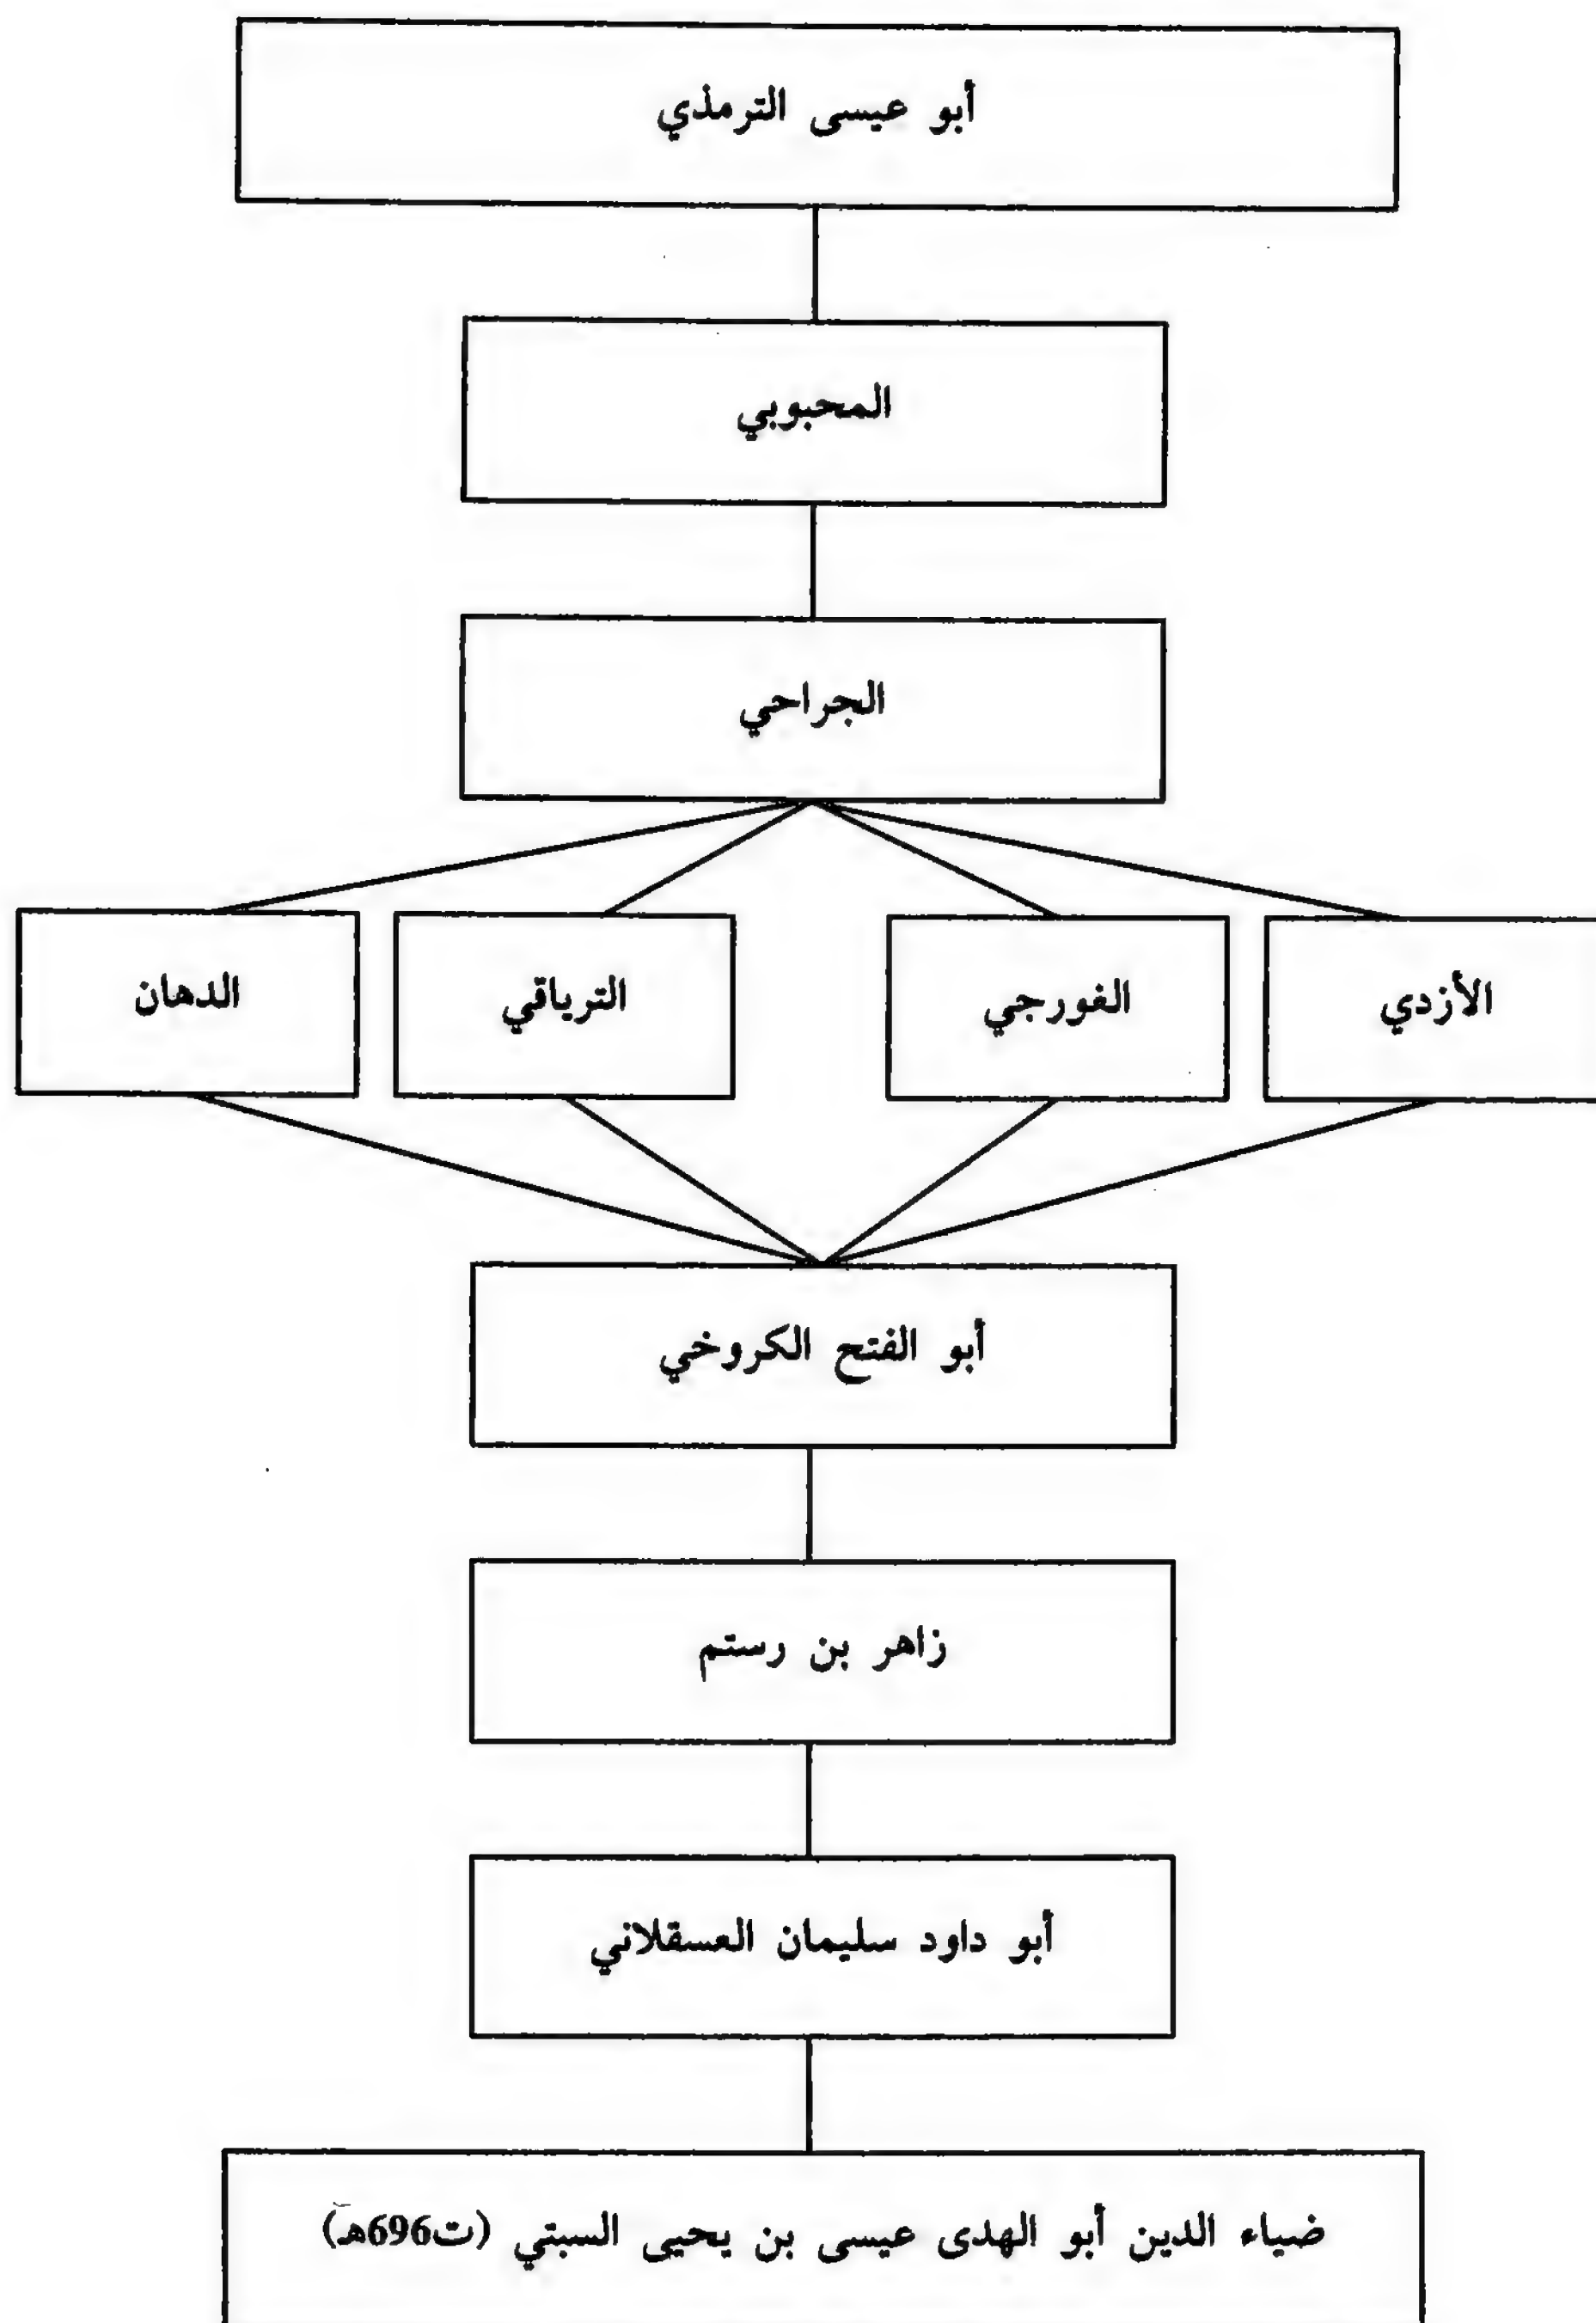 أبو عيسى الترمذي
المحبوبي
الجراحي
الأزدي
الغورجي
الترياقي
الدهان
أبو الفتح الكروخي
زاهر بن رستم
أبو داود سليمان العسقلاني
ضياء الدين أبو الهدى عيسى بن يحيى السبتي (ت696هـ)